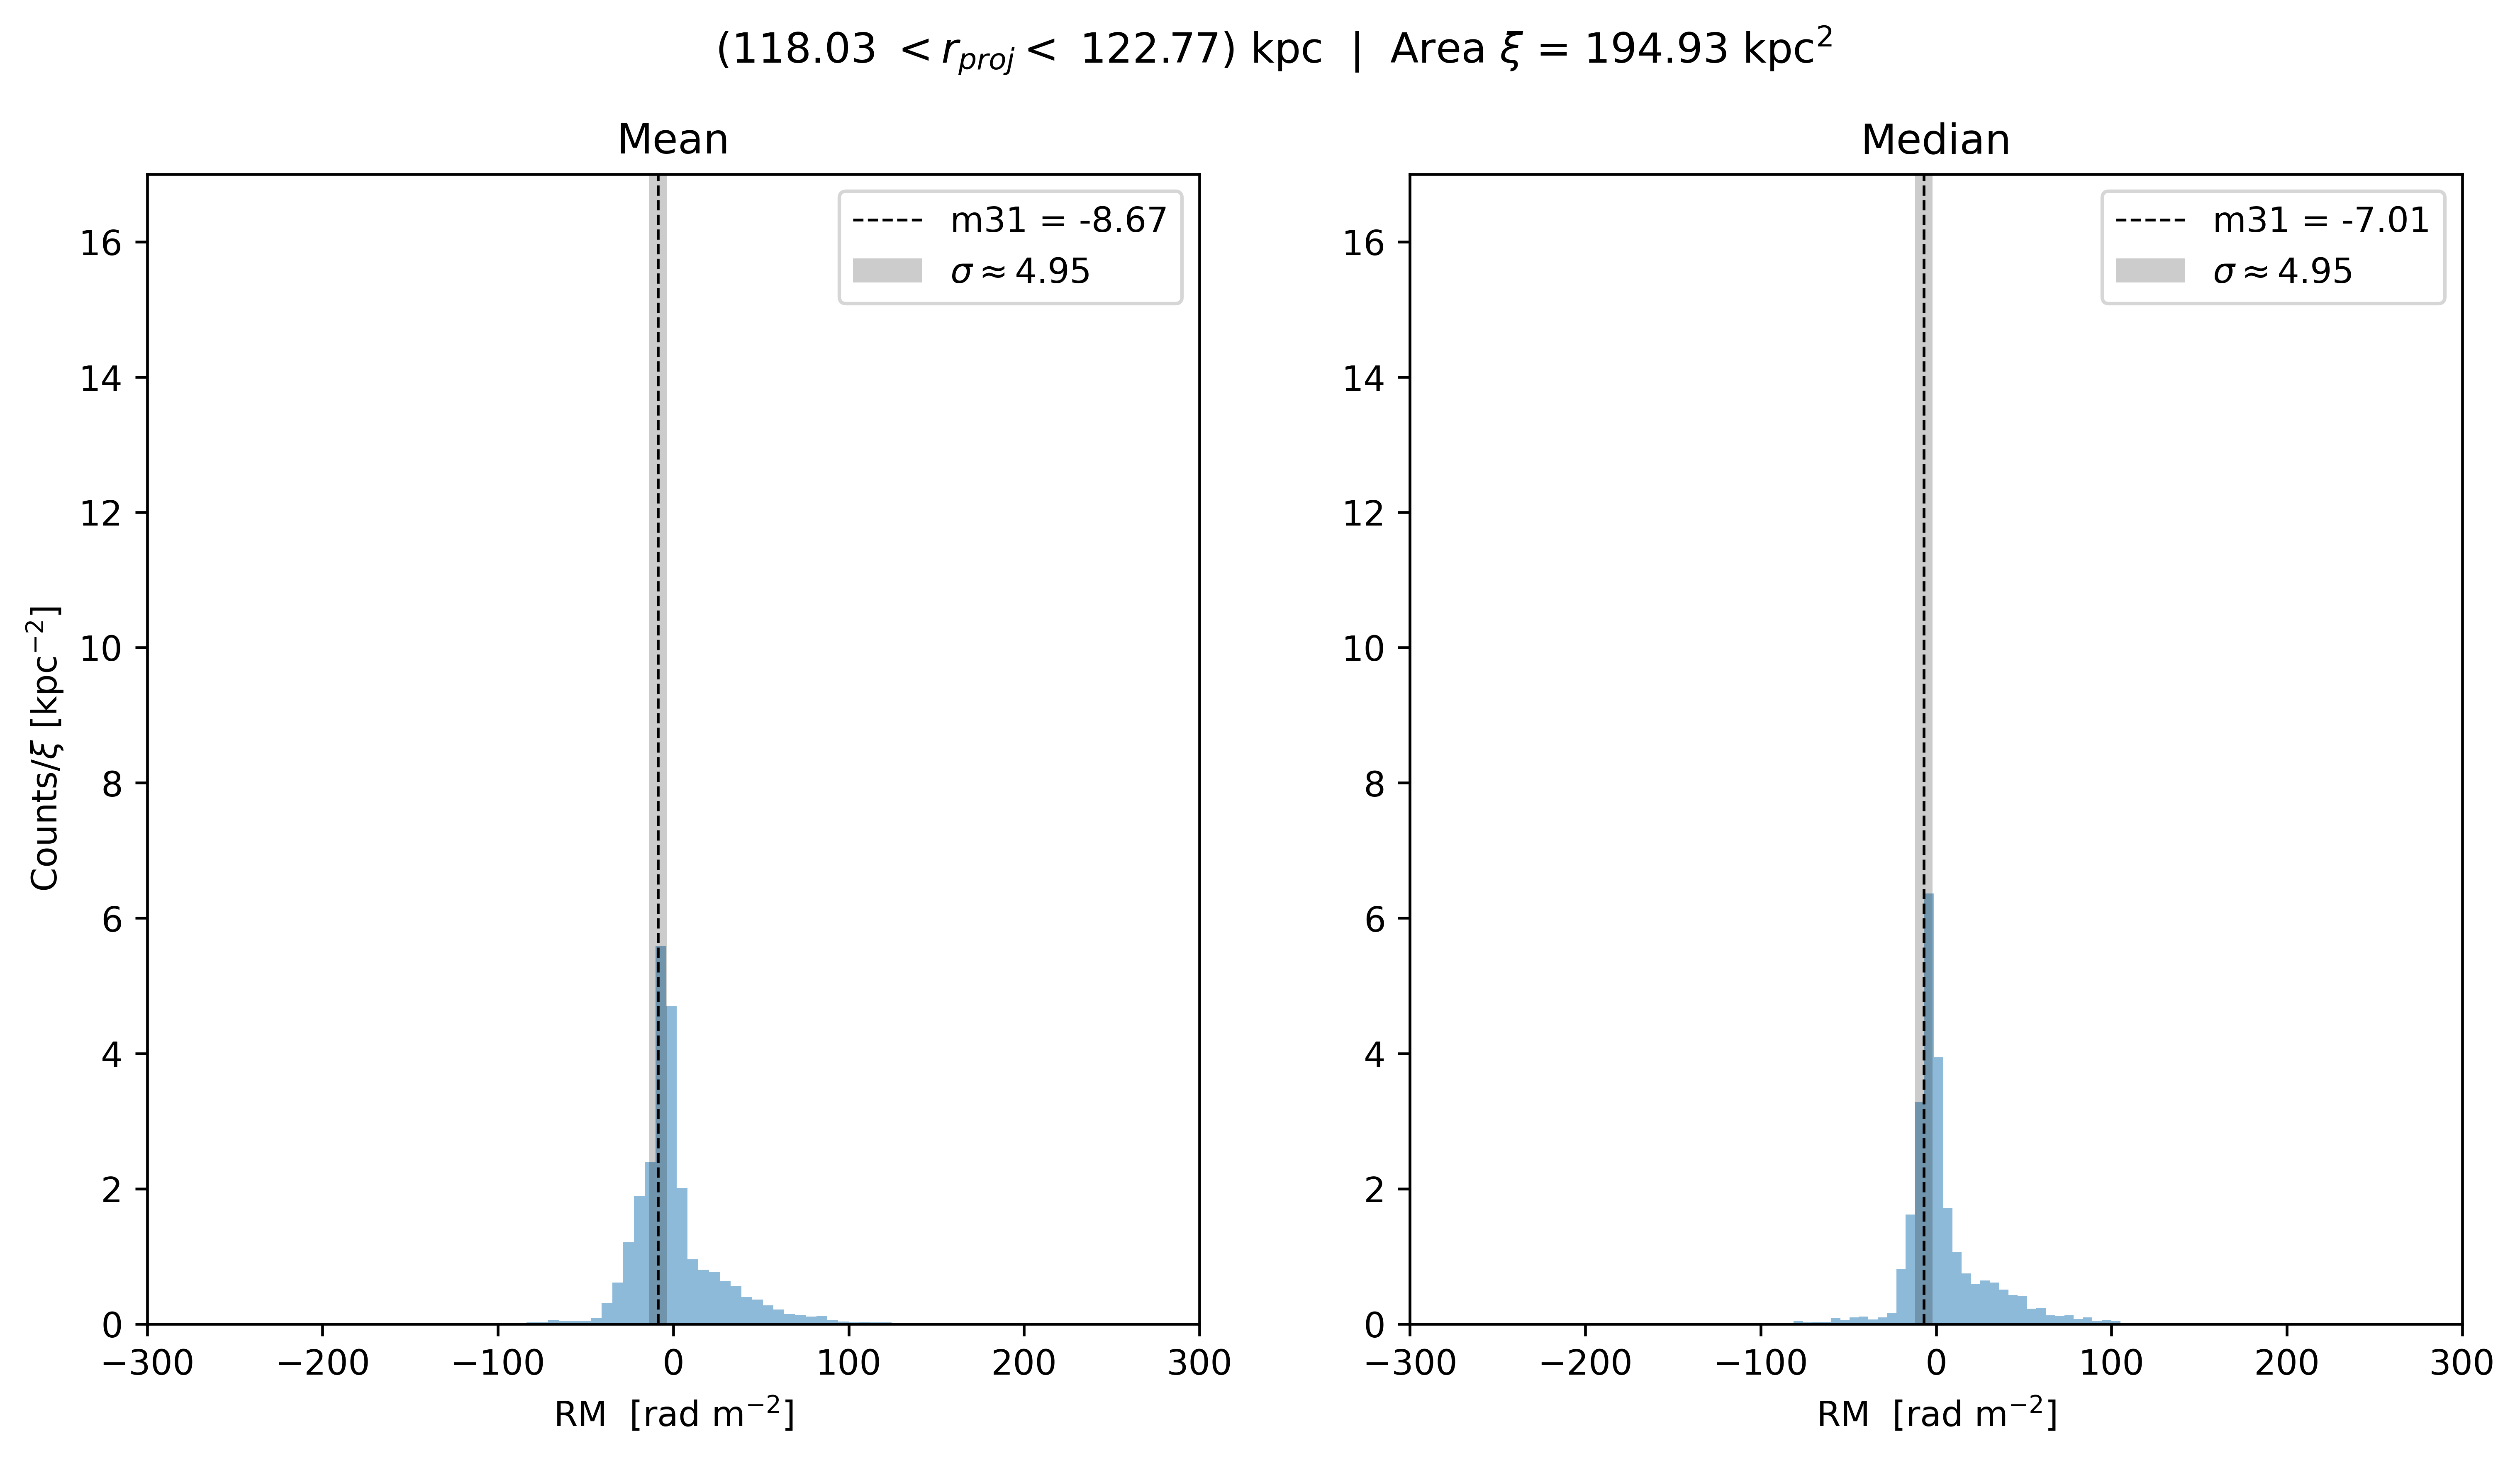 (118.03 < r_proj < 122.77) kpc | Area ξ = 194.93 kpc²
Mean
m31 = -8.67
σ ≈ 4.95
16
14
12
10
8
6
4
2
0
Counts/ξ [kpc⁻²]
−300 −200 −100 0 100 200 300
RM [rad m⁻²]
Median
m31 = -7.01
σ ≈ 4.95
16
14
12
10
8
6
4
2
0
−300 −200 −100 0 100 200 300
RM [rad m⁻²]